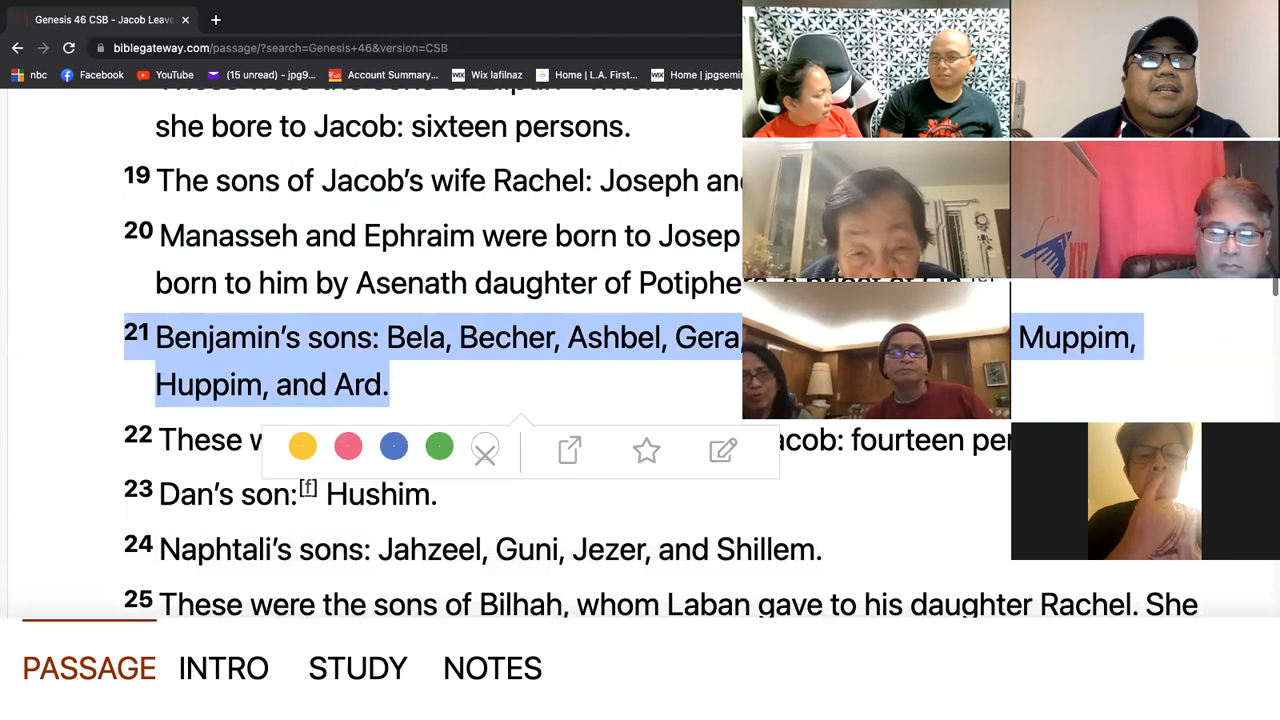 Genesis 46 CSB - Jacob Leave
biblegateway.com/passage/?search=Genesis+46&version=CSB
nbc Facebook YouTube (15 unread) - jpg9... Account Summary... Wix lafilnaz Home | L.A. First... Home | jpgsemi
she bore to Jacob: sixteen persons.
19 The sons of Jacob's wife Rachel: Joseph an
20 Manasseh and Ephraim were born to Josep
born to him by Asenath daughter of Potiphera, a priest of On.
21 Benjamin's sons: Bela, Becher, Ashbel, Gera, Muppim,
Huppim, and Ard.
22 These w acob: fourteen per
23 Dan's son:[f] Hushim.
24 Naphtali's sons: Jahzeel, Guni, Jezer, and Shillem.
25 These were the sons of Bilhah, whom Laban gave to his daughter Rachel. She
PASSAGE INTRO STUDY NOTES